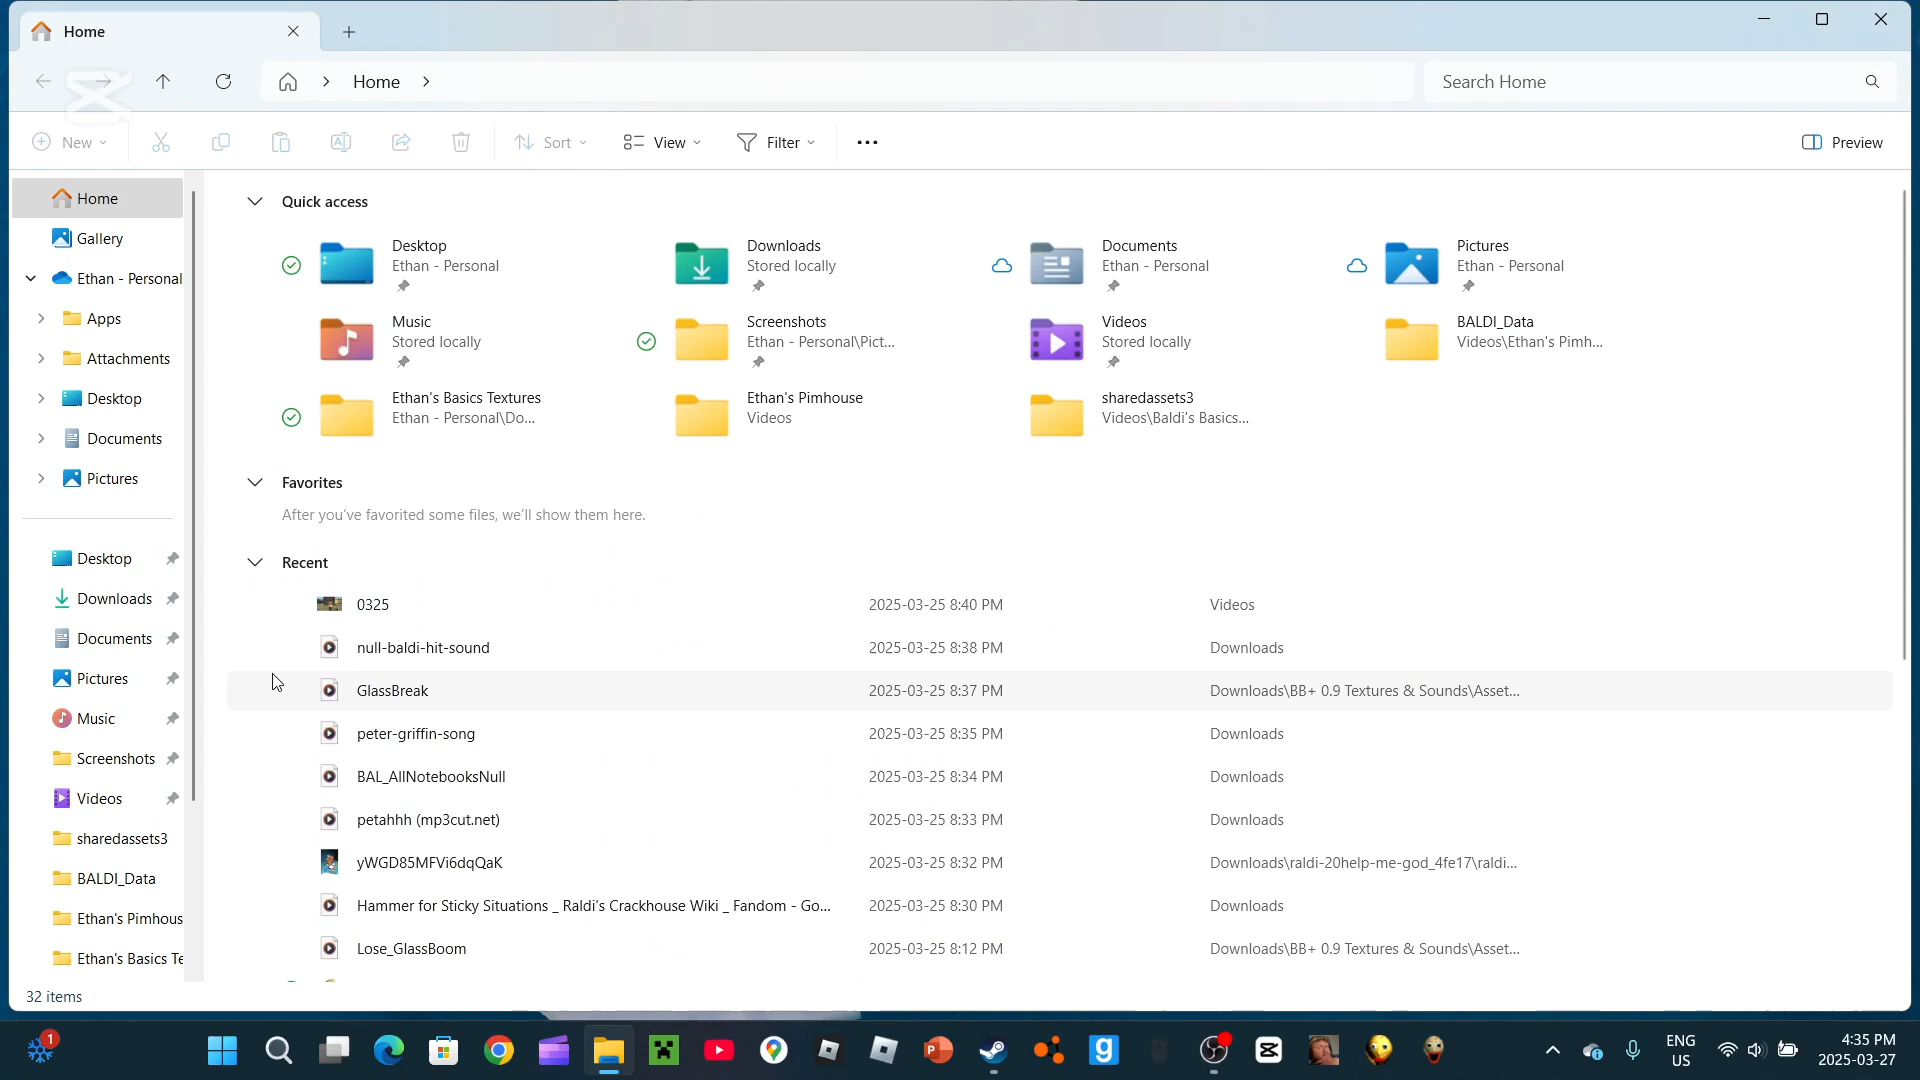 Home
Home
Search Home
New
Sort
View
Filter
Preview
Home
Gallery
Ethan - Personal
Apps
Attachments
Desktop
Documents
Pictures
Desktop
Downloads
Documents
Pictures
Music
Screenshots
Videos
sharedassets3
BALDI_Data
Ethan's Pimhous
Ethan's Basics Te
Quick access
Desktop
Ethan - Personal
Downloads
Stored locally
Documents
Ethan - Personal
Pictures
Ethan - Personal
Music
Stored locally
Screenshots
Ethan - Personal\Pict...
Videos
Stored locally
BALDI_Data
Videos\Ethan's Pimh...
Ethan's Basics Textures
Ethan - Personal\Do...
Ethan's Pimhouse
Videos
sharedassets3
Videos\Baldi's Basics...
Favorites
After you've favorited some files, we'll show them here.
Recent
0325 2025-03-25 8:40 PM Videos
null-baldi-hit-sound 2025-03-25 8:38 PM Downloads
GlassBreak 2025-03-25 8:37 PM Downloads\BB+ 0.9 Textures & Sounds\Asset...
peter-griffin-song 2025-03-25 8:35 PM Downloads
BAL_AllNotebooksNull 2025-03-25 8:34 PM Downloads
petahhh (mp3cut.net) 2025-03-25 8:33 PM Downloads
yWGD85MFVi6dqQaK 2025-03-25 8:32 PM Downloads\raldi-20help-me-god_4fe17\raldi...
Hammer for Sticky Situations _ Raldi's Crackhouse Wiki _ Fandom - Go... 2025-03-25 8:30 PM Downloads
Lose_GlassBoom 2025-03-25 8:12 PM Downloads\BB+ 0.9 Textures & Sounds\Asset...
32 items
1
ENG
US
4:35 PM
2025-03-27